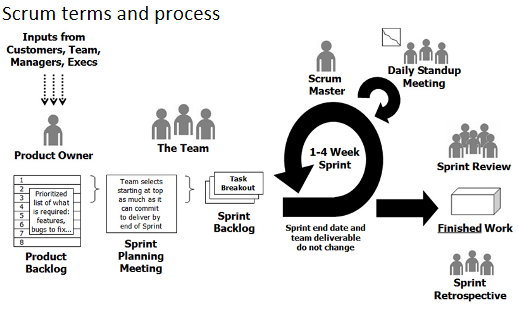 Scrum terms and process
Inputs from
Customers, Team,
Managers, Execs
Product Owner
The Team
Scrum
Master
Daily Standup
Meeting
1
2
3
4
5
6
7
8
Prioritized
list of what
is required:
features,
bugs to fix...
Product
Backlog
Team selects
starting at top
as much as it
can commit
to deliver by
end of Sprint
Sprint
Planning
Meeting
Task
Breakout
Sprint
Backlog
1-4 Week
Sprint
Sprint end date and
team deliverable
do not change
Sprint Review
Finished Work
Sprint
Retrospective